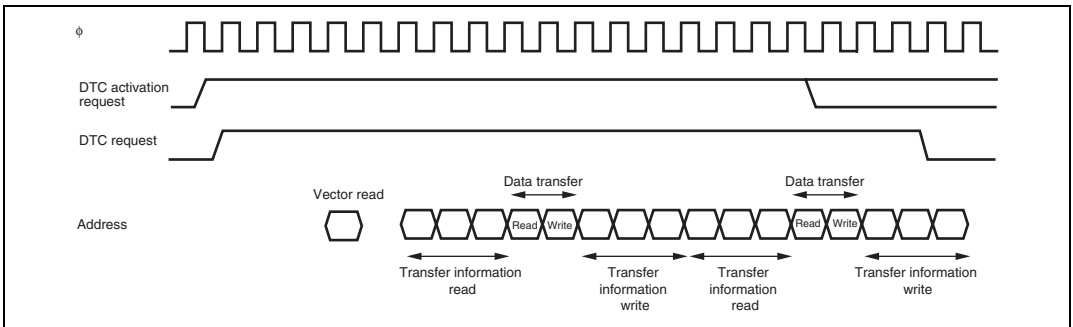 ϕ
DTC activation
request
DTC request
Vector read
Data transfer
Data transfer
Address
Read
Write
Read
Write
Transfer information
read
Transfer
information
write
Transfer
information
read
Transfer information
write